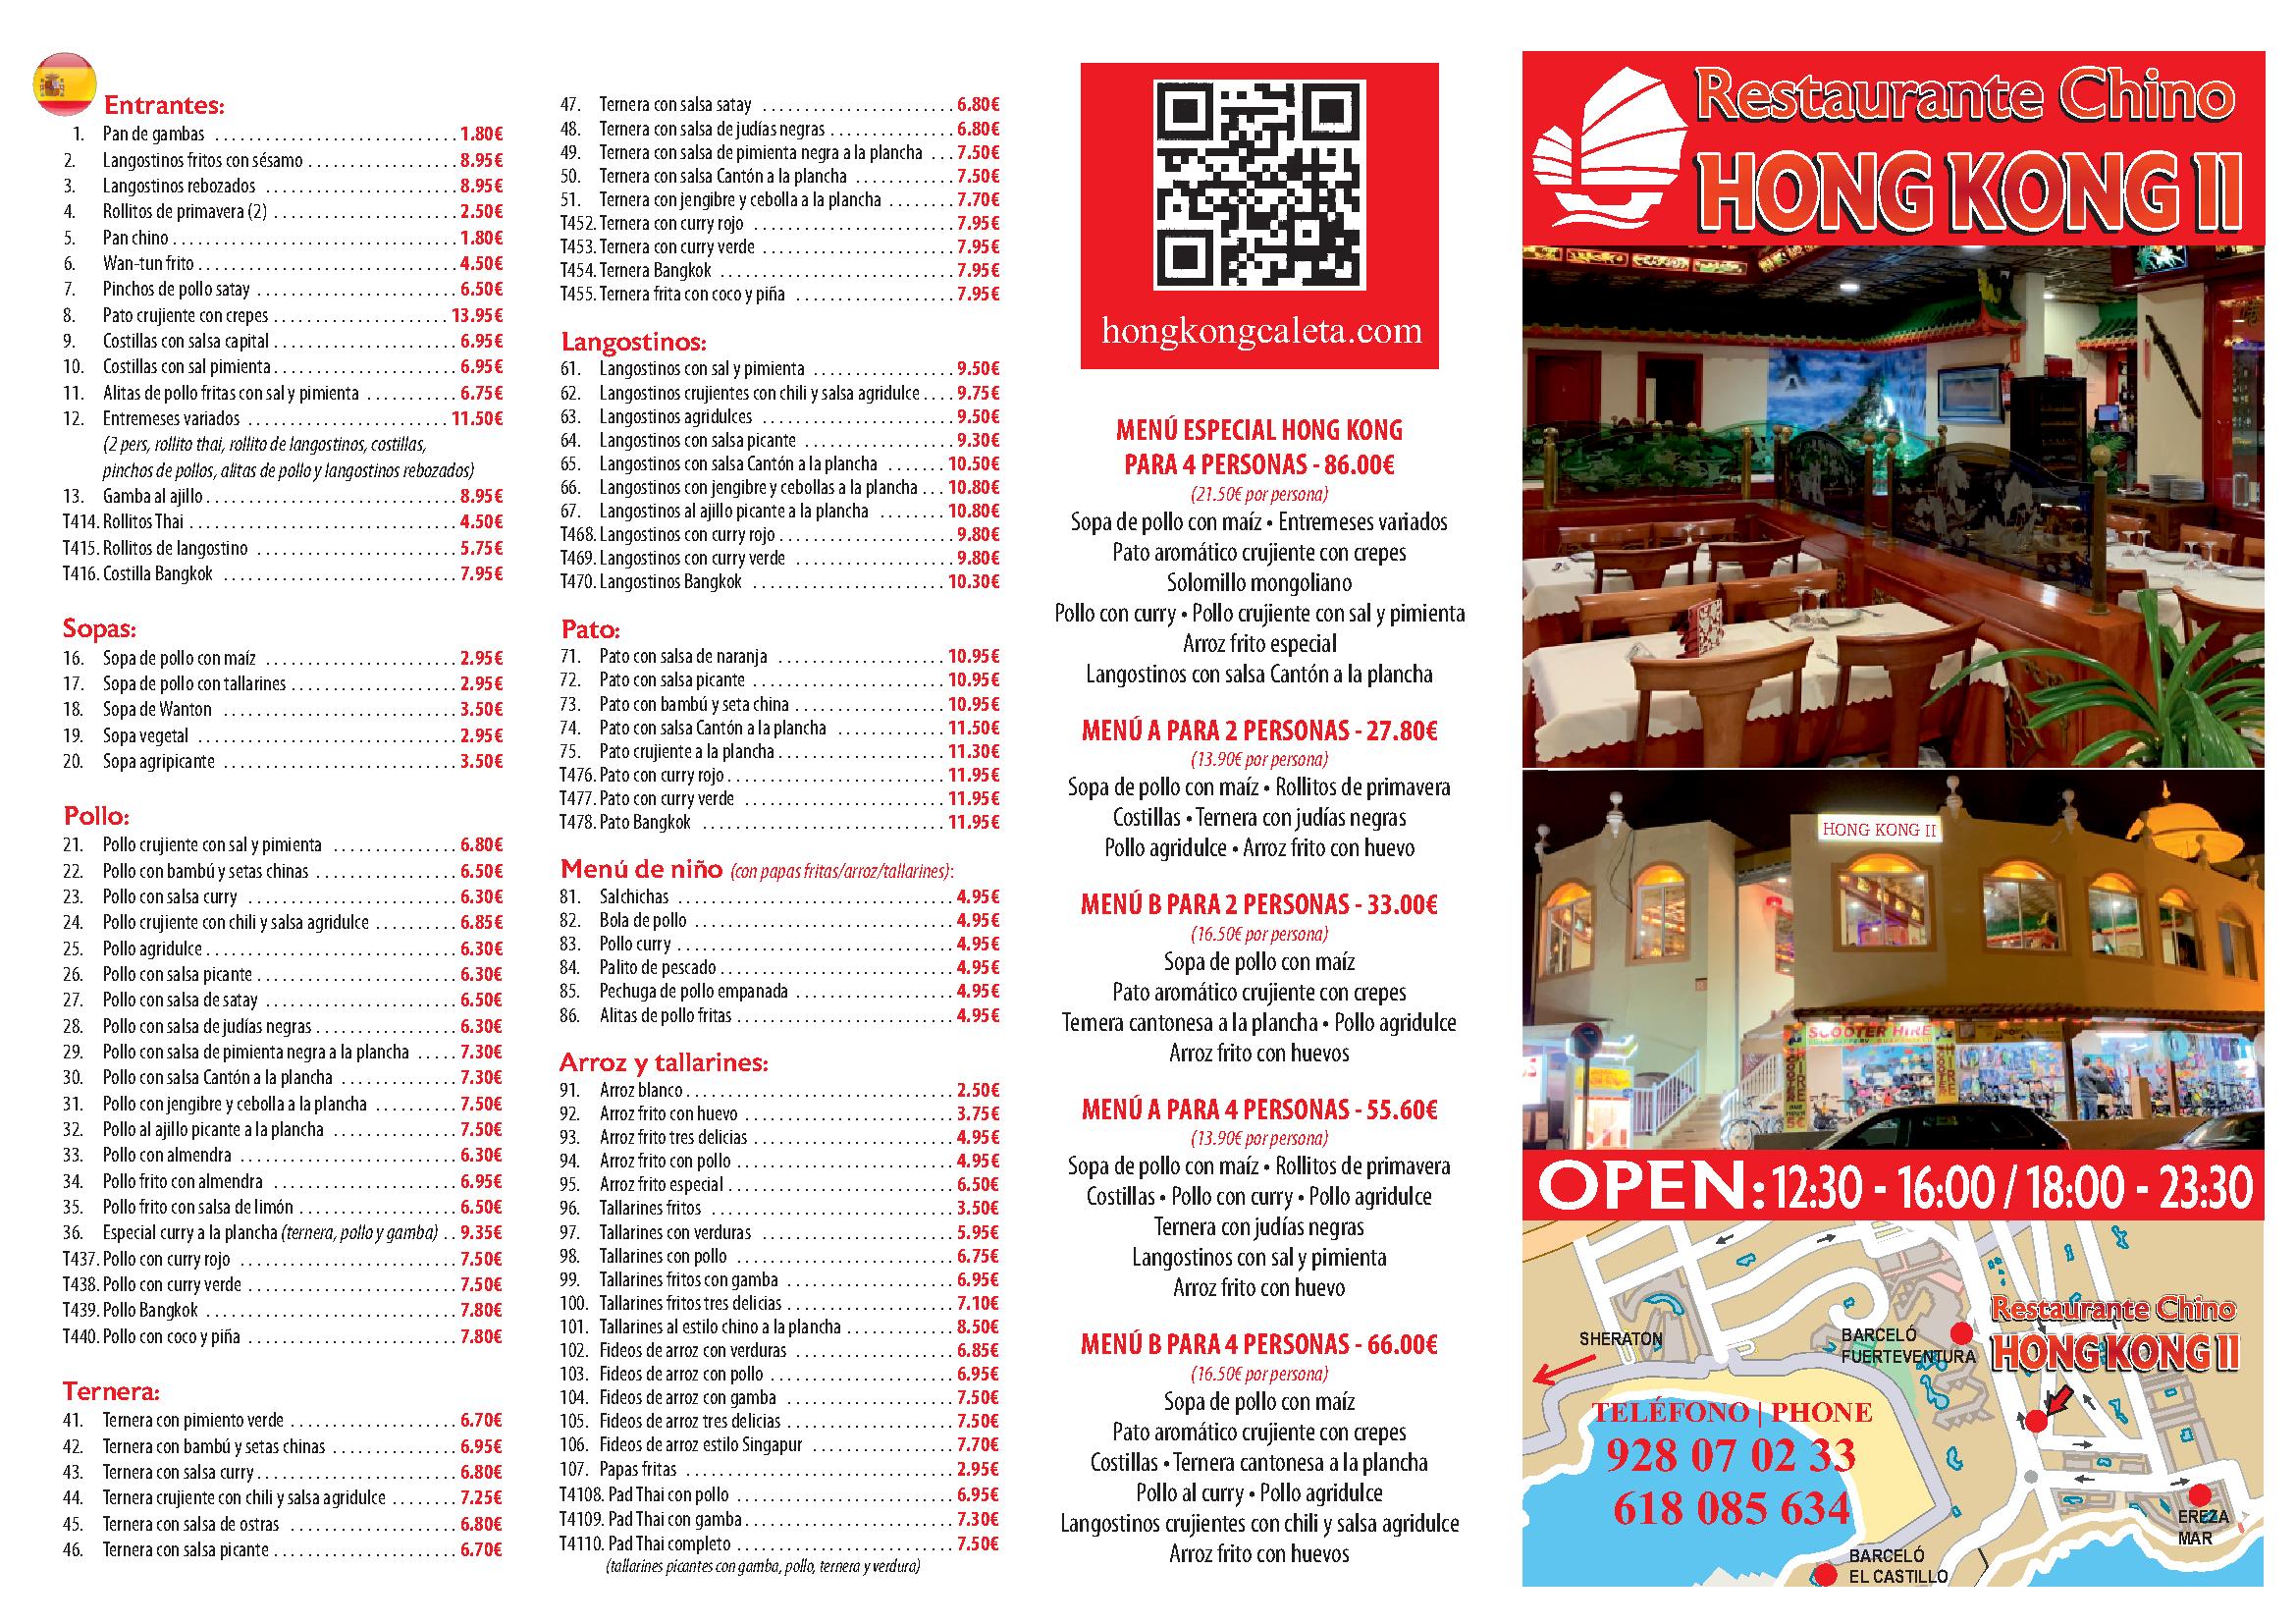 Entrantes:
1. Pan de gambas 1.80€
2. Langostinos fritos con sésamo 8.95€
3. Langostinos rebozados 8.95€
4. Rollitos de primavera (2) 2.50€
5. Pan chino 1.80€
6. Wan-tun frito 4.50€
7. Pinchos de pollo satay 6.50€
8. Pato crujiente con crepes 13.95€
9. Costillas con salsa capital 6.95€
10. Costillas con sal pimienta 6.95€
11. Alitas de pollo fritas con sal y pimienta 6.75€
12. Entremeses variados 11.50€
(2 pers, rollito thai, rollito de langostinos, costillas,
pinchos de pollos, alitas de pollo y langostinos rebozados)
13. Gamba al ajillo 8.95€
T414. Rollitos Thai 4.50€
T415. Rollitos de langostino 5.75€
T416. Costilla Bangkok 7.95€
Sopas:
16. Sopa de pollo con maíz 2.95€
17. Sopa de pollo con tallarines 2.95€
18. Sopa de Wanton 3.50€
19. Sopa vegetal 2.95€
20. Sopa agripicante 3.50€
Pollo:
21. Pollo crujiente con sal y pimienta 6.80€
22. Pollo con bambú y setas chinas 6.50€
23. Pollo con salsa curry 6.30€
24. Pollo crujiente con chili y salsa agridulce 6.85€
25. Pollo agridulce 6.30€
26. Pollo con salsa picante 6.30€
27. Pollo con salsa de satay 6.50€
28. Pollo con salsa de judías negras 6.30€
29. Pollo con salsa de pimienta negra a la plancha 7.30€
30. Pollo con salsa Cantón a la plancha 7.30€
31. Pollo con jengibre y cebolla a la plancha 7.50€
32. Pollo al ajillo picante a la plancha 7.50€
33. Pollo con almendra 6.30€
34. Pollo frito con almendra 6.95€
35. Pollo frito con salsa de limón 6.50€
36. Especial curry a la plancha (ternera, pollo y gamba) 9.35€
T437. Pollo con curry rojo 7.50€
T438. Pollo con curry verde 7.50€
T439. Pollo Bangkok 7.80€
T440. Pollo con coco y piña 7.80€
Ternera:
41. Ternera con pimiento verde 6.70€
42. Ternera con bambú y setas chinas 6.95€
43. Ternera con salsa curry 6.80€
44. Ternera crujiente con chili y salsa agridulce 7.25€
45. Ternera con salsa de ostras 6.80€
46. Ternera con salsa picante 6.70€
47. Ternera con salsa satay 6.80€
48. Ternera con salsa de judías negras 6.80€
49. Ternera con salsa de pimienta negra a la plancha 7.50€
50. Ternera con salsa Cantón a la plancha 7.50€
51. Ternera con jengibre y cebolla a la plancha 7.70€
T452. Ternera con curry rojo 7.95€
T453. Ternera con curry verde 7.95€
T454. Ternera Bangkok 7.95€
T455. Ternera frita con coco y piña 7.95€
Langostinos:
61. Langostinos con sal y pimienta 9.50€
62. Langostinos crujientes con chili y salsa agridulce 9.75€
63. Langostinos agridulces 9.50€
64. Langostinos con salsa picante 9.30€
65. Langostinos con salsa Cantón a la plancha 10.50€
66. Langostinos con jengibre y cebollas a la plancha 10.80€
67. Langostinos al ajillo picante a la plancha 10.80€
T468. Langostinos con curry rojo 9.80€
T469. Langostinos con curry verde 9.80€
T470. Langostinos Bangkok 10.30€
Pato:
71. Pato con salsa de naranja 10.95€
72. Pato con salsa picante 10.95€
73. Pato con bambú y seta china 10.95€
74. Pato con salsa Cantón a la plancha 11.50€
75. Pato crujiente a la plancha 11.30€
T476. Pato con curry rojo 11.95€
T477. Pato con curry verde 11.95€
T478. Pato Bangkok 11.95€
Menú de niño (con papas fritas/arroz/tallarines):
81. Salchichas 4.95€
82. Bola de pollo 4.95€
83. Pollo curry 4.95€
84. Palito de pescado 4.95€
85. Pechuga de pollo empanada 4.95€
86. Alitas de pollo fritas 4.95€
Arroz y tallarines:
91. Arroz blanco 2.50€
92. Arroz frito con huevo 3.75€
93. Arroz frito tres delicias 4.95€
94. Arroz frito con pollo 4.95€
95. Arroz frito especial 6.50€
96. Tallarines fritos 3.50€
97. Tallarines con verduras 5.95€
98. Tallarines con pollo 6.75€
99. Tallarines fritos con gamba 6.95€
100. Tallarines fritos tres delicias 7.10€
101. Tallarines al estilo chino a la plancha 8.50€
102. Fideos de arroz con verduras 6.85€
103. Fideos de arroz con pollo 6.95€
104. Fideos de arroz con gamba 7.50€
105. Fideos de arroz tres delicias 7.50€
106. Fideos de arroz estilo Singapur 7.70€
107. Papas fritas 2.95€
T4108. Pad Thai con pollo 6.95€
T4109. Pad Thai con gamba 7.30€
T4110. Pad Thai completo 7.50€
(tallarines picantes con gamba, pollo, ternera y verdura)
hongkongcaleta.com
MENÚ ESPECIAL HONG KONG
PARA 4 PERSONAS - 86.00€
(21.50€ por persona)
Sopa de pollo con maíz • Entremeses variados
Pato aromático crujiente con crepes
Solomillo mongoliano
Pollo con curry • Pollo crujiente con sal y pimienta
Arroz frito especial
Langostinos con salsa Cantón a la plancha
MENÚ A PARA 2 PERSONAS - 27.80€
(13.90€ por persona)
Sopa de pollo con maíz • Rollitos de primavera
Costillas • Ternera con judías negras
Pollo agridulce • Arroz frito con huevo
MENÚ B PARA 2 PERSONAS - 33.00€
(16.50€ por persona)
Sopa de pollo con maíz
Pato aromático crujiente con crepes
Ternera cantonesa a la plancha • Pollo agridulce
Arroz frito con huevos
MENÚ A PARA 4 PERSONAS - 55.60€
(13.90€ por persona)
Sopa de pollo con maíz • Rollitos de primavera
Costillas • Pollo con curry • Pollo agridulce
Ternera con judías negras
Langostinos con sal y pimienta
Arroz frito con huevo
MENÚ B PARA 4 PERSONAS - 66.00€
(16.50€ por persona)
Sopa de pollo con maíz
Pato aromático crujiente con crepes
Costillas • Ternera cantonesa a la plancha
Pollo al curry • Pollo agridulce
Langostinos crujientes con chili y salsa agridulce
Arroz frito con huevos
Restaurante Chino
HONG KONG II
HONG KONG II
SCOOTER HIRE
OPEN: 12:30 - 16:00 / 18:00 - 23:30
Restaurante Chino
HONG KONG II
SHERATON
BARCELÓ
FUERTEVENTURA
TELÉFONO | PHONE
928 07 02 33
618 085 634
EREZA
MAR
BARCELÓ
EL CASTILLO